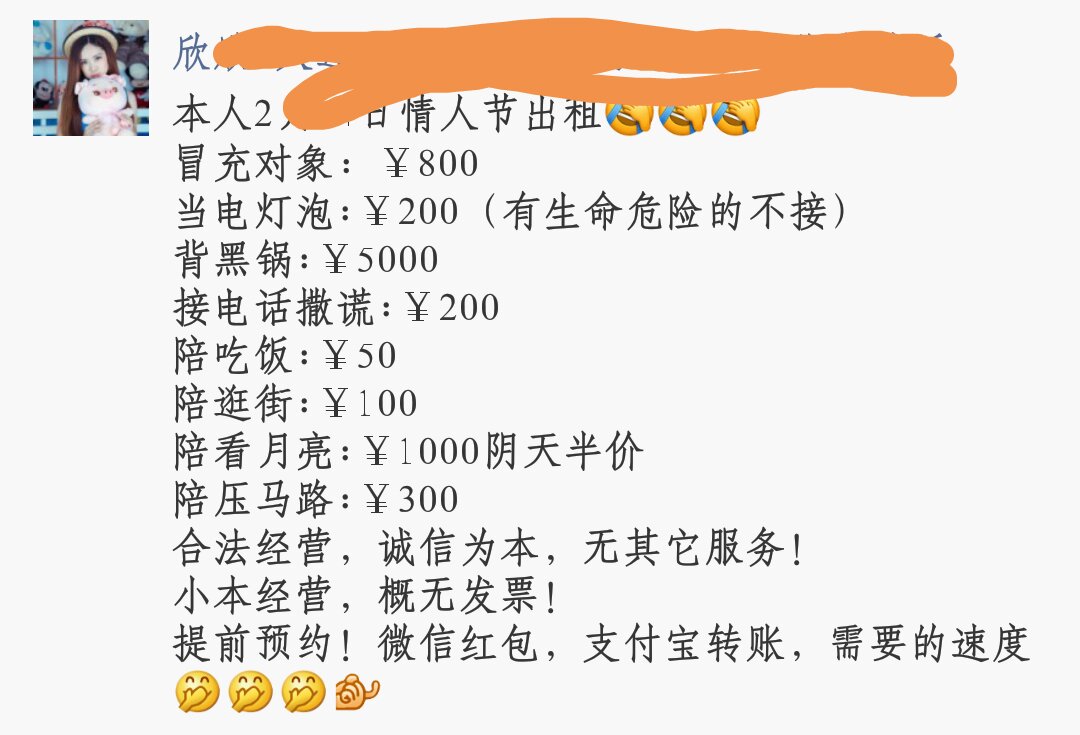 欣
本人2月 日情人节出租
冒充对象：￥800
当电灯泡：￥200（有生命危险的不接）
背黑锅：￥5000
接电话撒谎：￥200
陪吃饭：￥50
陪逛街：￥100
陪看月亮：￥1000阴天半价
陪压马路：￥300
合法经营，诚信为本，无其它服务！
小本经营，概无发票！
提前预约！微信红包，支付宝转账，需要的速度